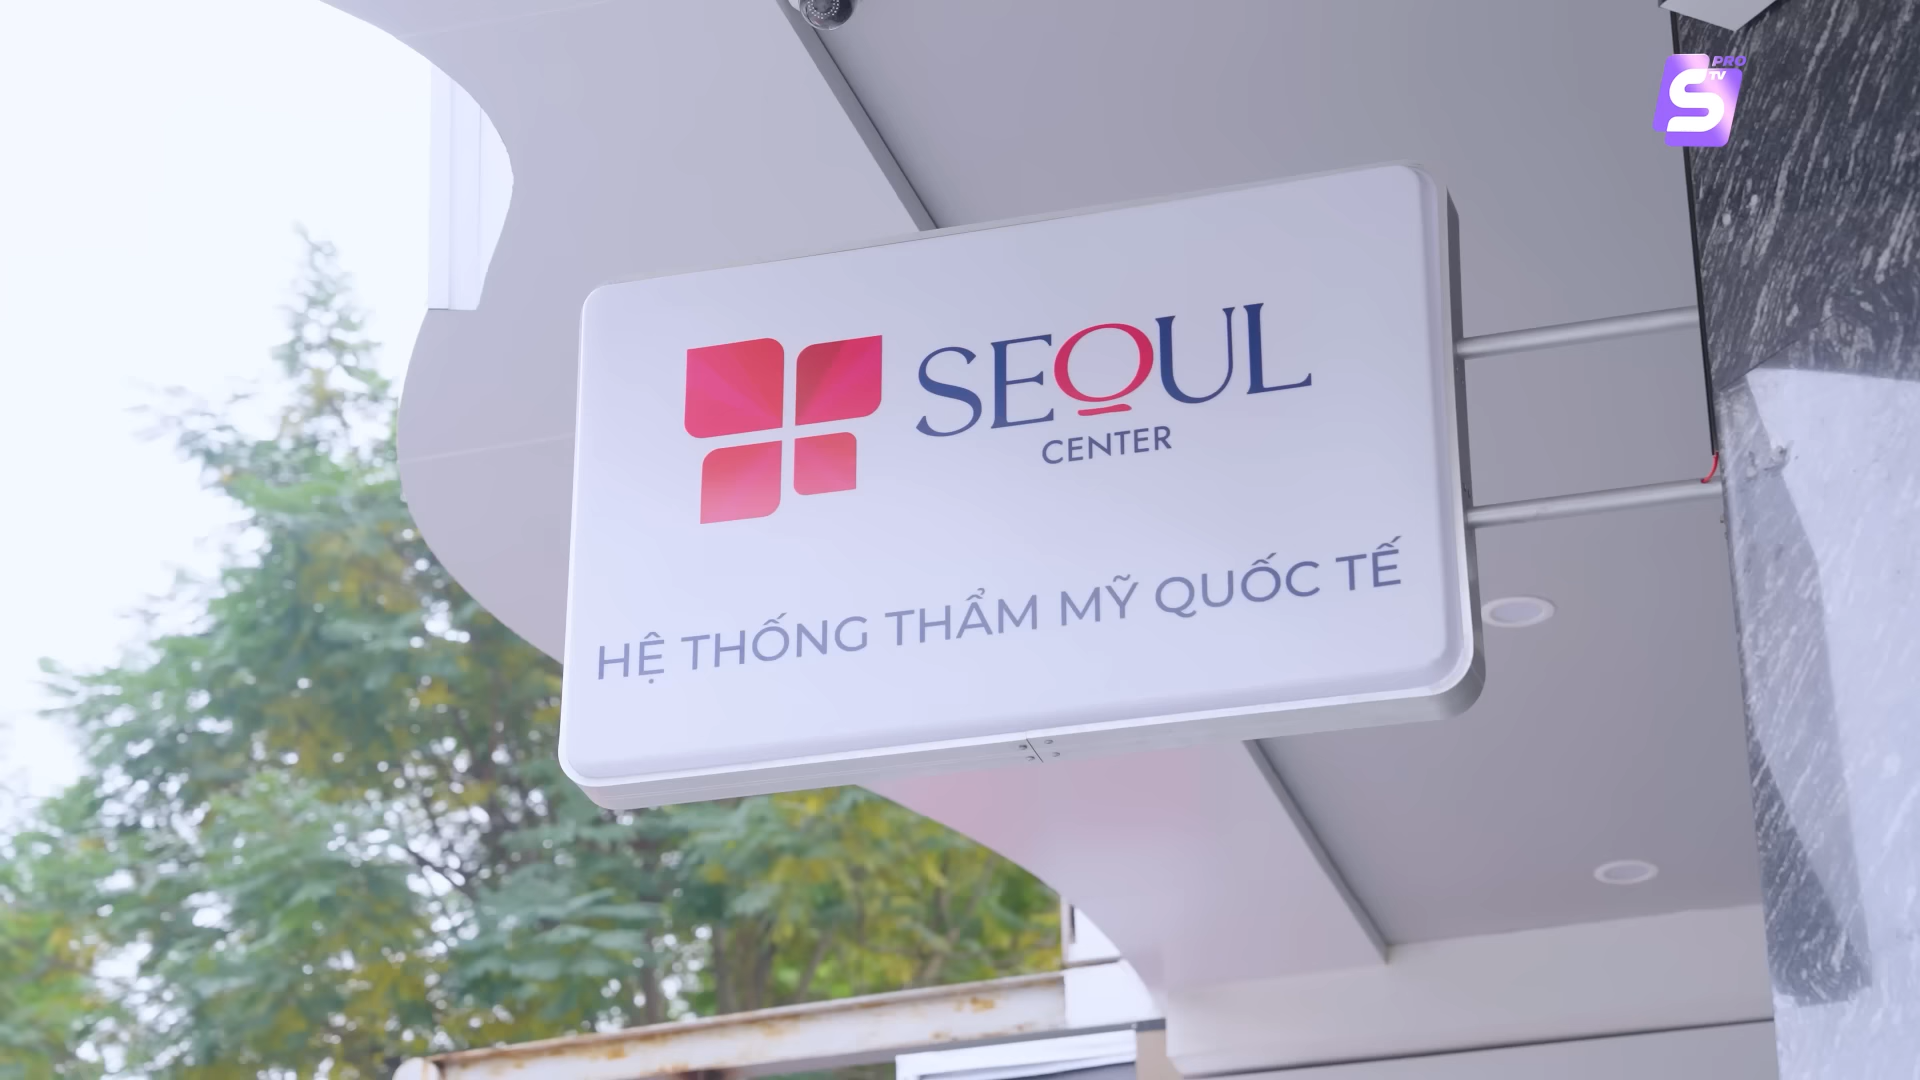 PRO
TV
S
SEOUL
CENTER
HỆ THỐNG THẨM MỸ QUỐC TẾ